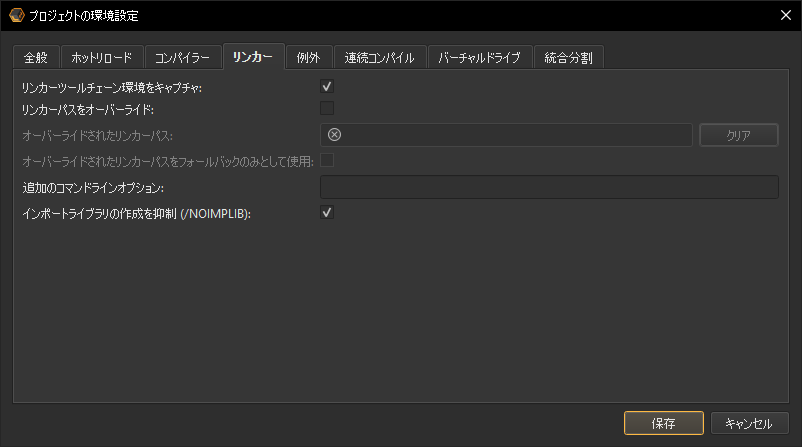 プロジェクトの環境設定
全般 ホットリロード コンパイラー リンカー 例外 連続コンパイル バーチャルドライブ 統合分割
リンカーツールチェーン環境をキャプチャ:
リンカーパスをオーバーライド:
オーバーライドされたリンカーパス: クリア
オーバーライドされたリンカーパスをフォールバックのみとして使用:
追加のコマンドラインオプション:
インポートライブラリの作成を抑制 (/NOIMPLIB):
保存 キャンセル